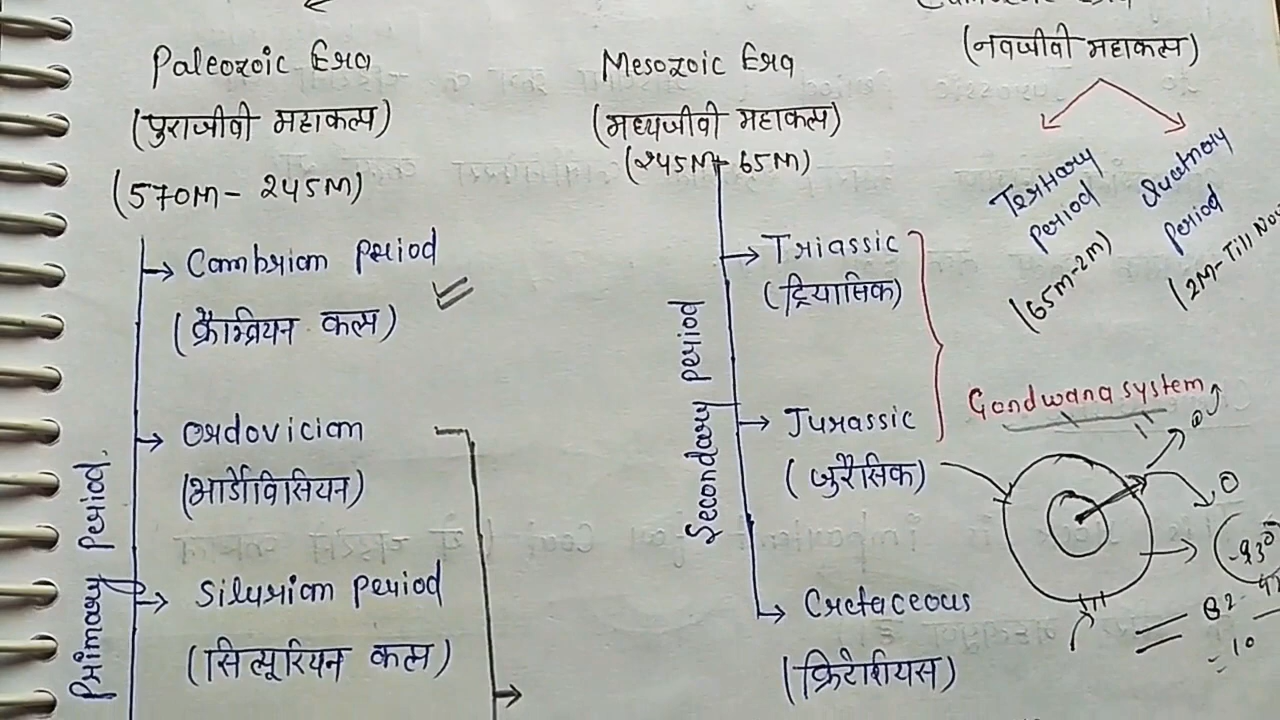 Paleozoic Era
(पुराजीवी महाकल्प)
(570M - 245M)
Cambrian period
(कैम्ब्रियन कल्प)
Ordovician
(आर्डोविसियन)
Silurian period
(सिल्यूरियन कल्प)
Primary Period.
Mesozoic Era
(मध्यजीवी महाकल्प)
(245M - 65M)
Triassic
(ट्रियासिक)
Jurassic
(जुरैसिक)
Cretaceous
(क्रिटेशियस)
Secondary period
(नवजीवी महाकल्प)
Tertiary
Period
(65M-2M)
Quaternary
Period
(2M- Till
Gondwana system